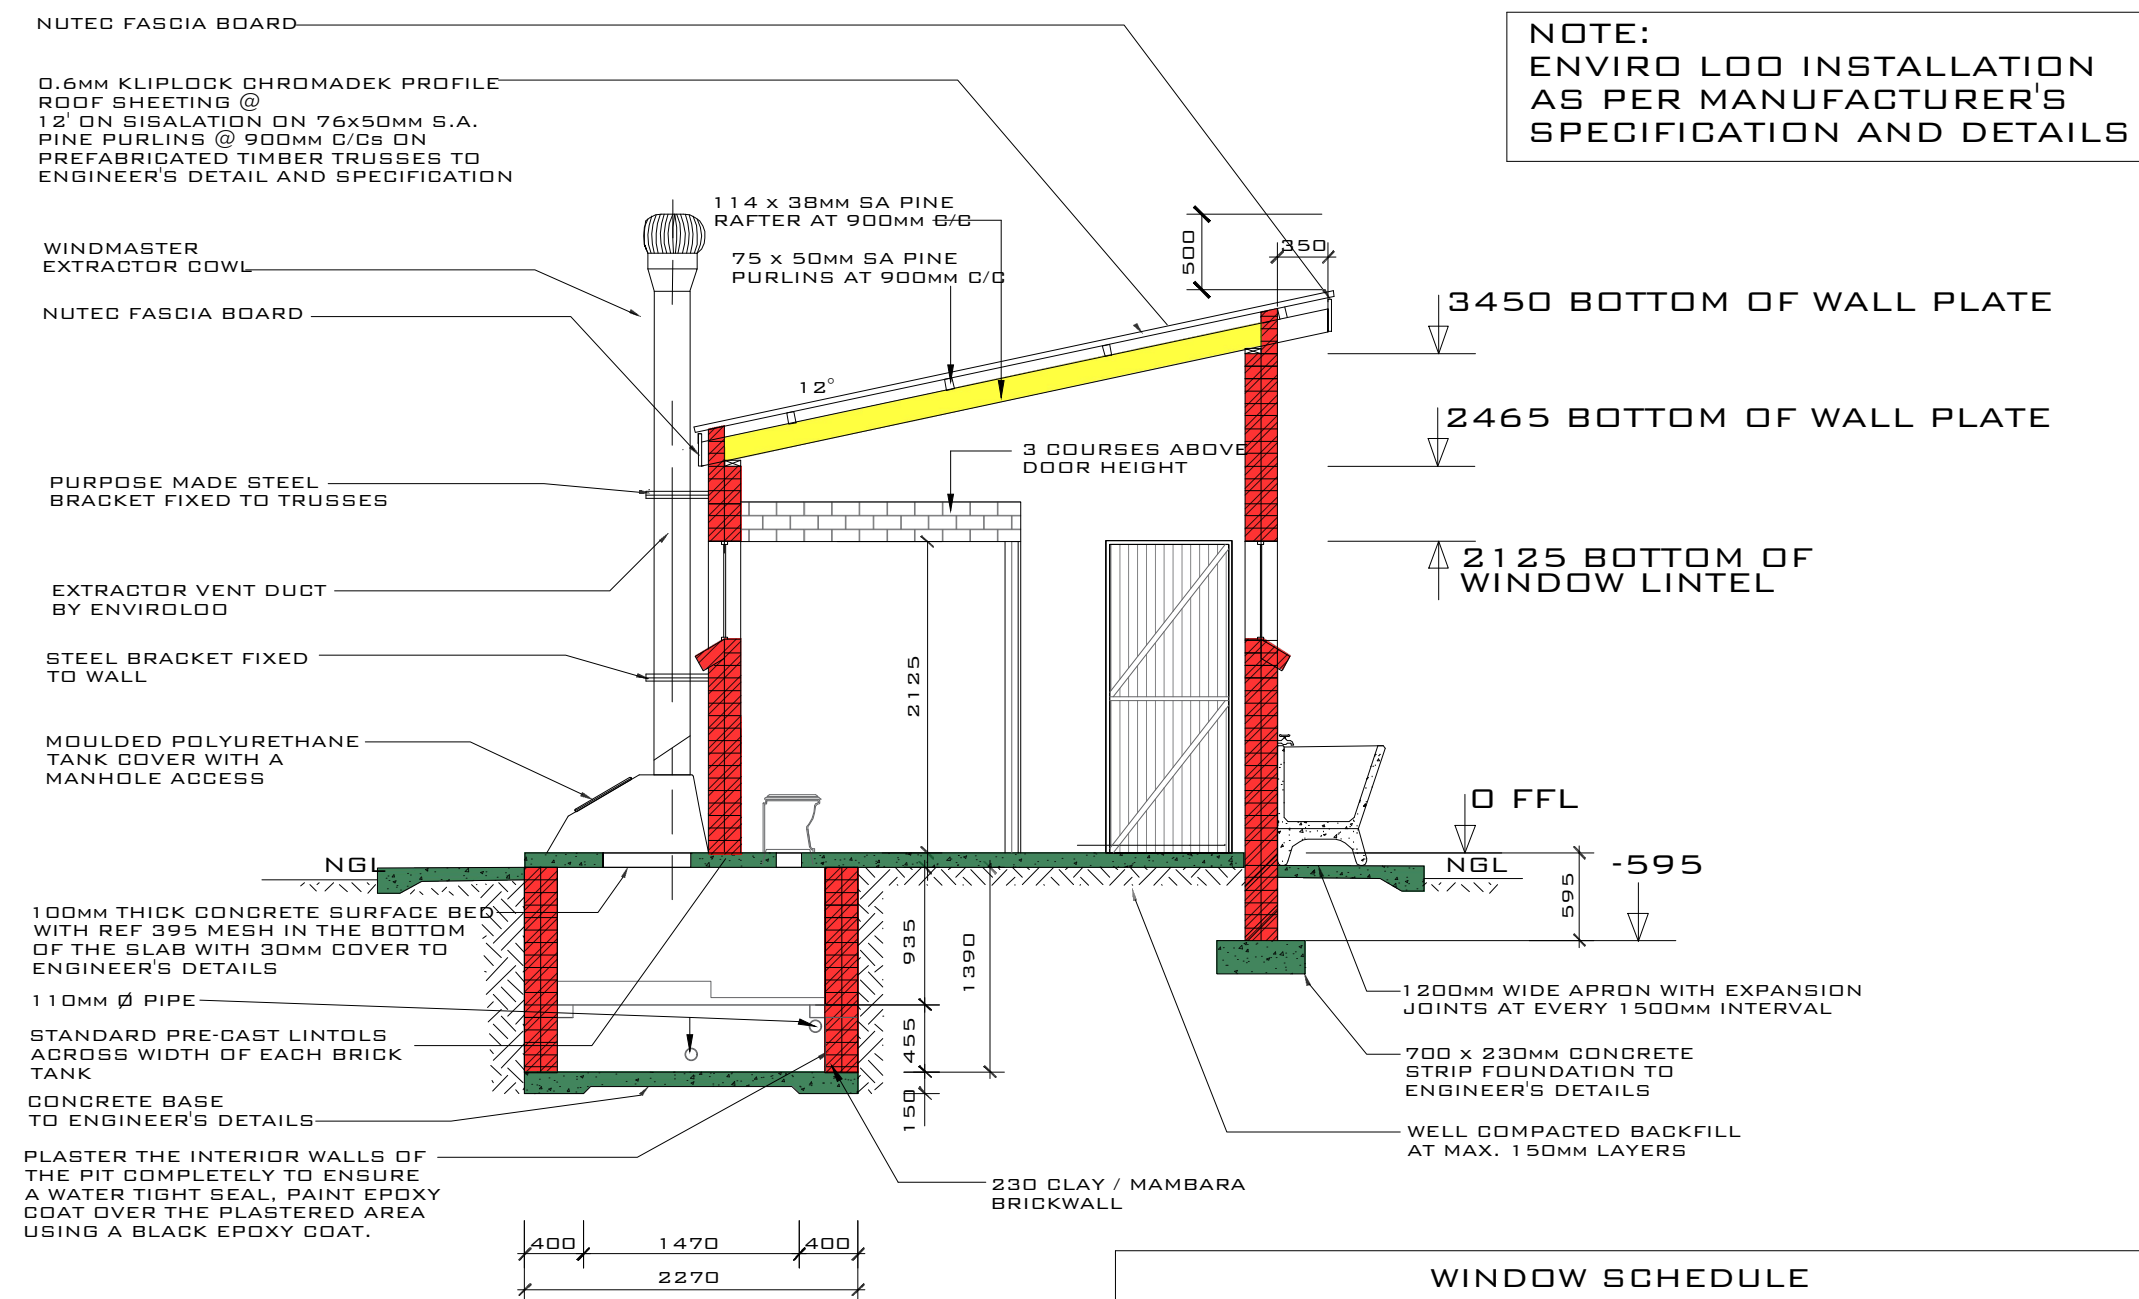 NUTEC FASCIA BOARD
0.6MM KLIPLOCK CHROMADEK PROFILE
ROOF SHEETING @
12' ON SISALATION ON 76x50MM S.A.
PINE PURLINS @ 900MM C/Cs ON
PREFABRICATED TIMBER TRUSSES TO
ENGINEER'S DETAIL AND SPECIFICATION
WINDMASTER
EXTRACTOR COWL
NUTEC FASCIA BOARD
PURPOSE MADE STEEL
BRACKET FIXED TO TRUSSES
EXTRACTOR VENT DUCT
BY ENVIROLOO
STEEL BRACKET FIXED
TO WALL
MOULDED POLYURETHANE
TANK COVER WITH A
MANHOLE ACCESS
NGL
100MM THICK CONCRETE SURFACE BED
WITH REF 395 MESH IN THE BOTTOM
OF THE SLAB WITH 30MM COVER TO
ENGINEER'S DETAILS
110MM Ø PIPE
STANDARD PRE-CAST LINTOLS
ACROSS WIDTH OF EACH BRICK
TANK
CONCRETE BASE
TO ENGINEER'S DETAILS
PLASTER THE INTERIOR WALLS OF
THE PIT COMPLETELY TO ENSURE
A WATER TIGHT SEAL, PAINT EPOXY
COAT OVER THE PLASTERED AREA
USING A BLACK EPOXY COAT.
114 x 38MM SA PINE
RAFTER AT 900MM C/C
75 x 50MM SA PINE
PURLINS AT 900MM C/C
12°
3 COURSES ABOVE
DOOR HEIGHT
500
350
2125
935
1390
455
150
400
1470
400
2270
NOTE:
ENVIRO LOO INSTALLATION
AS PER MANUFACTURER'S
SPECIFICATION AND DETAILS
3450 BOTTOM OF WALL PLATE
2465 BOTTOM OF WALL PLATE
2125 BOTTOM OF
WINDOW LINTEL
0 FFL
NGL
595
-595
1200MM WIDE APRON WITH EXPANSION
JOINTS AT EVERY 1500MM INTERVAL
700 x 230MM CONCRETE
STRIP FOUNDATION TO
ENGINEER'S DETAILS
WELL COMPACTED BACKFILL
AT MAX. 150MM LAYERS
230 CLAY / MAMBARA
BRICKWALL
WINDOW SCHEDULE